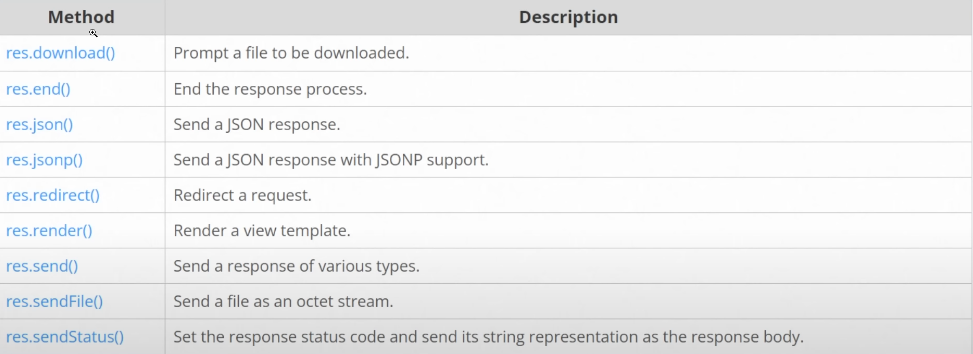 Method Description
res.download() Prompt a file to be downloaded.
res.end() End the response process.
res.json() Send a JSON response.
res.jsonp() Send a JSON response with JSONP support.
res.redirect() Redirect a request.
res.render() Render a view template.
res.send() Send a response of various types.
res.sendFile() Send a file as an octet stream.
res.sendStatus() Set the response status code and send its string representation as the response body.